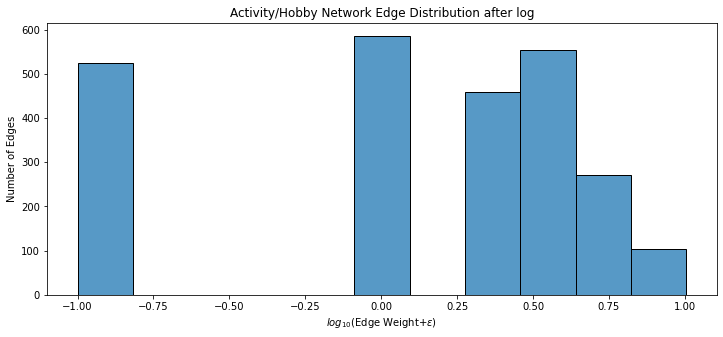 Activity/Hobby Network Edge Distribution after log
600
500
400
300
200
100
0
Number of Edges
−1.00 −0.75 −0.50 −0.25 0.00 0.25 0.50 0.75 1.00
log₁₀(Edge Weight+ε)